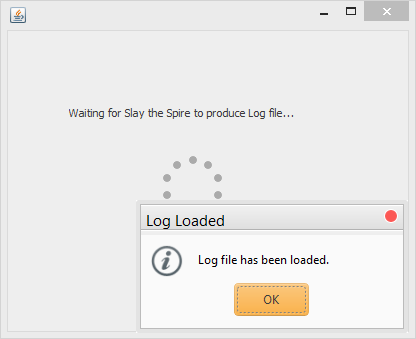 Waiting for Slay the Spire to produce Log file...
Log Loaded
Log file has been loaded.
OK